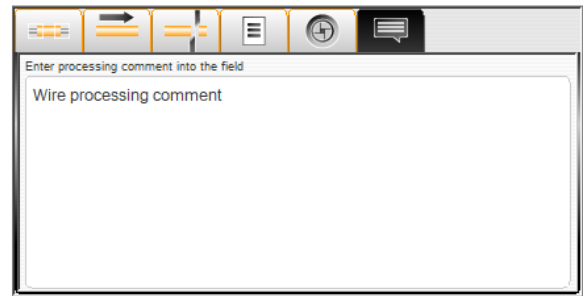 Enter processing comment into the field
Wire processing comment